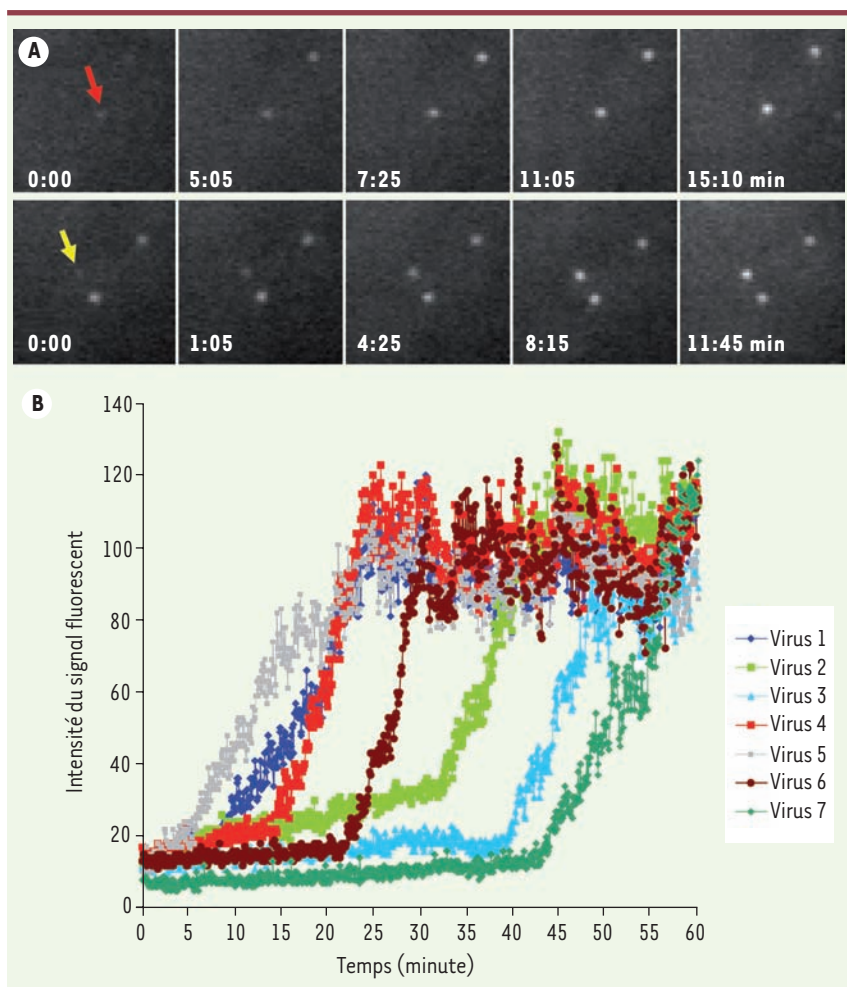 A
0:00 5:05 7:25 11:05 15:10 min
0:00 1:05 4:25 8:15 11:45 min
B
Intensité du signal fluorescent
140
120
100
80
60
40
20
0
0 5 10 15 20 25 30 35 40 45 50 55 60
Temps (minute)
Virus 1
Virus 2
Virus 3
Virus 4
Virus 5
Virus 6
Virus 7